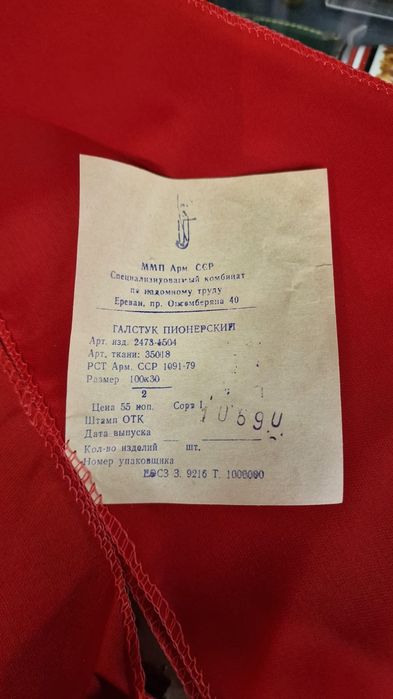 ММП Арм. ССР
Специализированный комбинат
по надомному труду
Ереван, пр. Орджоникидзе 40
ГАЛСТУК ПИОНЕРСКИЙ
Арт. изд. 2473-4504
Арт. ткани: 35018
РСТ Арм. ССР 1091-79
Размер 100х30
2
Цена 55 коп. Сорт I
Штамп ОТК 10690
Дата выпуска
Кол-во изделий шт.
Номер упаковщика
З. 9216 Т. 1000000